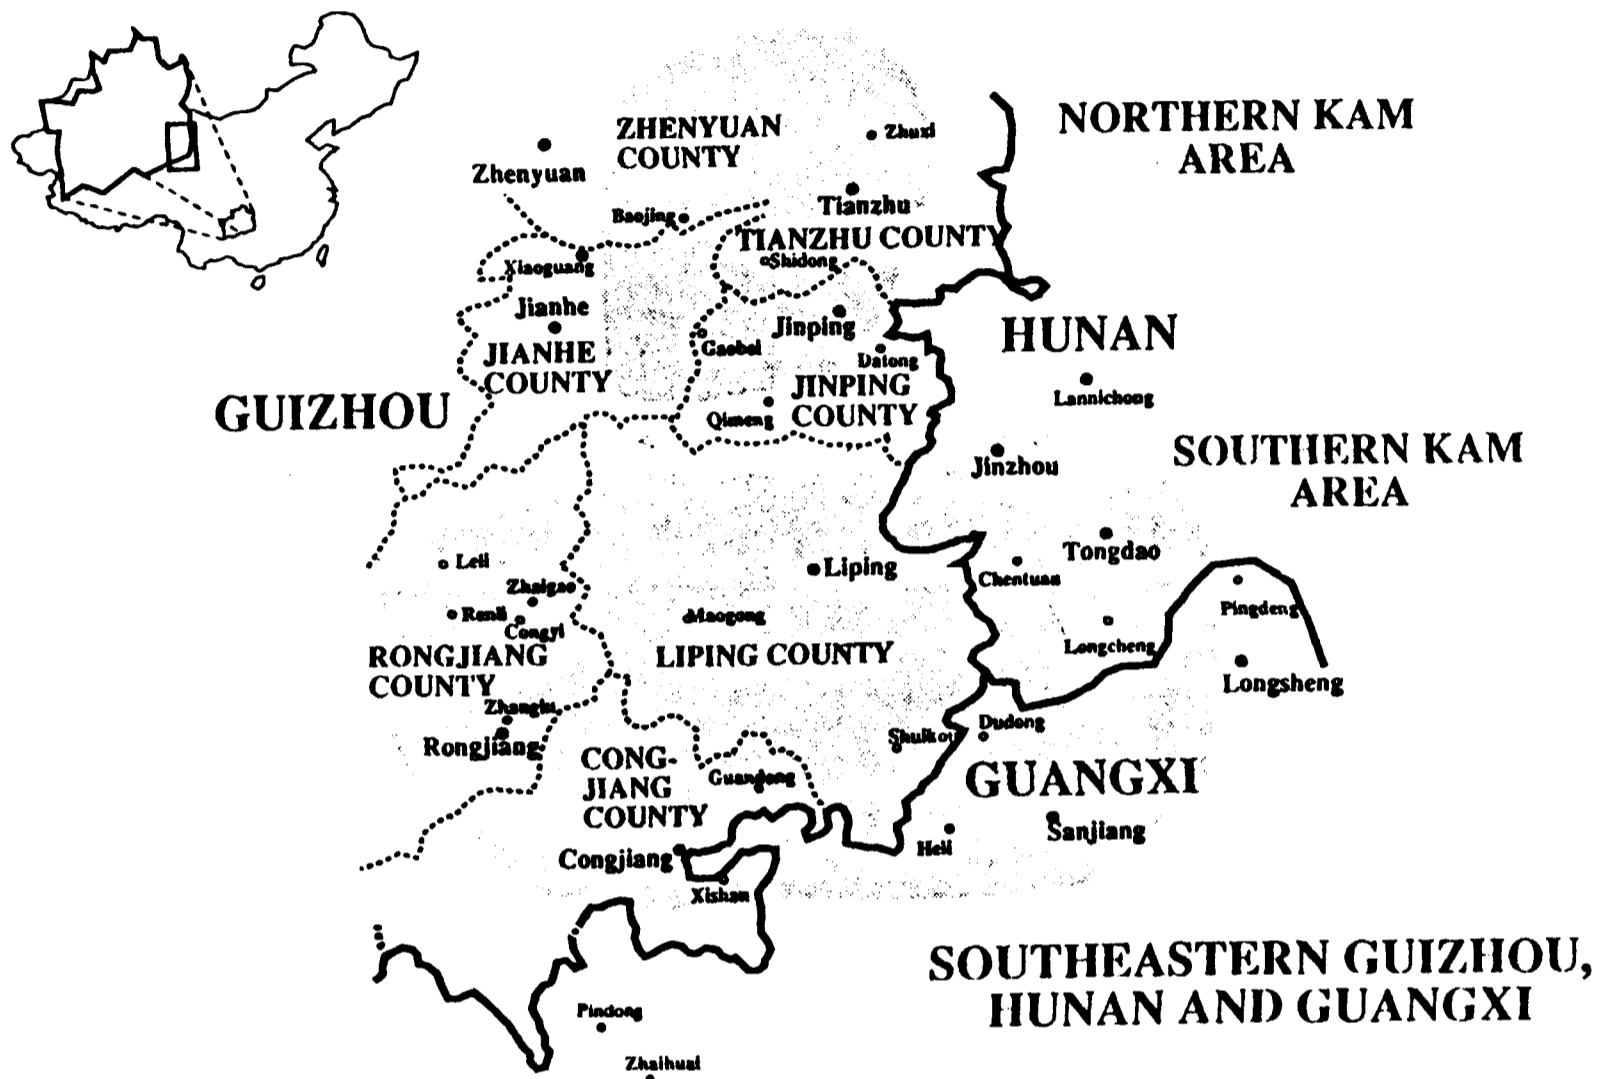 NORTHERN KAM
AREA
ZHENYUAN
COUNTY
Zhuxi
Zhenyuan
Tianzhu
Baojing
TIANZHU COUNTY
Shidong
Xiaoguang
Jianhe
Jinping
HUNAN
Gaobei
JIANHE
COUNTY
Datong
JINPING
COUNTY
Lannichong
GUIZHOU
Qimeng
Jinzhou
SOUTHERN KAM
AREA
Tongdao
Leli
Liping
Chentuan
Zhaigao
Pingdeng
Renli
Maogong
Congyi
Longcheng
RONGJIANG
COUNTY
LIPING COUNTY
Longsheng
Zhanglu
Dudong
Shuikou
Rongjiang
CONG-
JIANG
COUNTY
Guandong
GUANGXI
Sanjiang
Heli
Congjiang
Xishan
SOUTHEASTERN GUIZHOU,
HUNAN AND GUANGXI
Pindong
Zhaihuai